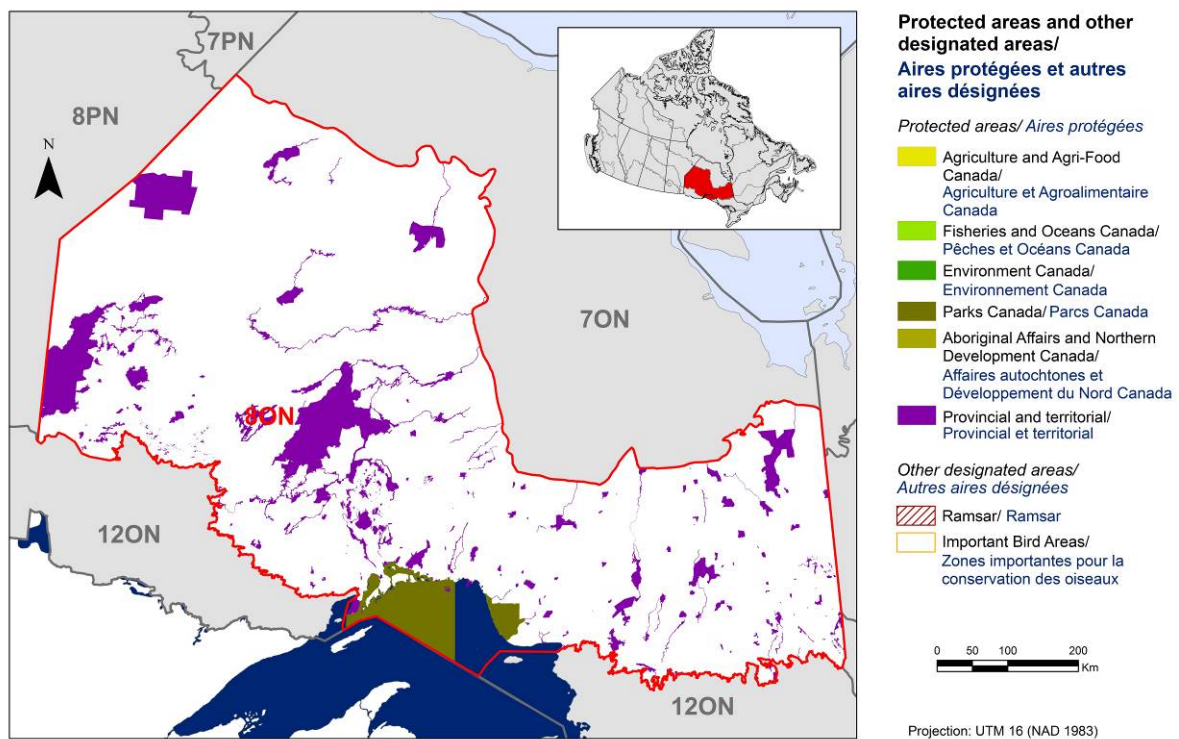 7PN
8PN
N
7ON
8ON
12ON
12ON
Protected areas and other
designated areas/
Aires protégées et autres
aires désignées
Protected areas/ Aires protégées
Agriculture and Agri-Food
Canada/
Agriculture et Agroalimentaire
Canada
Fisheries and Oceans Canada/
Pêches et Océans Canada
Environment Canada/
Environnement Canada
Parks Canada/ Parcs Canada
Aboriginal Affairs and Northern
Development Canada/
Affaires autochtones et
Développement du Nord Canada
Provincial and territorial/
Provincial et territorial
Other designated areas/
Autres aires désignées
Ramsar/ Ramsar
Important Bird Areas/
Zones importantes pour la
conservation des oiseaux
0 50 100 200
Km
Projection: UTM 16 (NAD 1983)